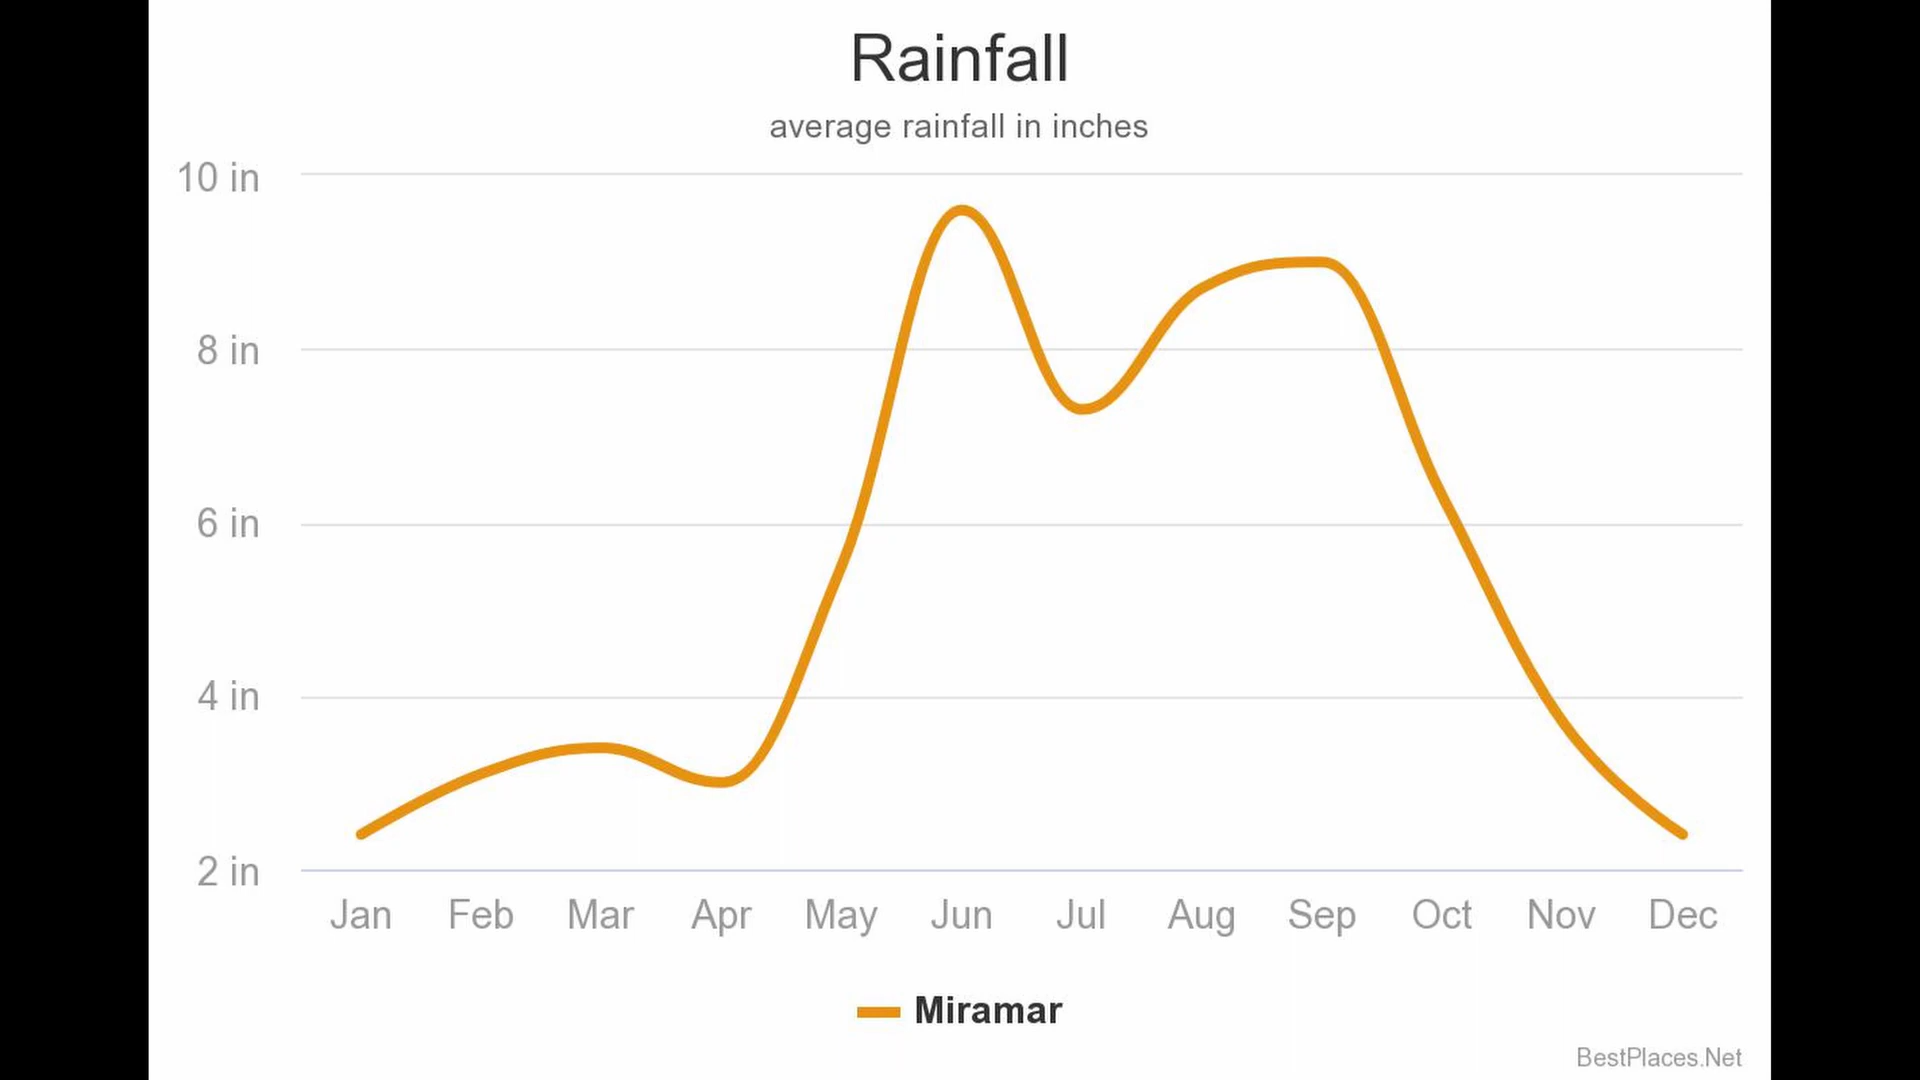 Rainfall
average rainfall in inches
10 in
8 in
6 in
4 in
2 in
Jan Feb Mar Apr May Jun Jul Aug Sep Oct Nov Dec
Miramar
BestPlaces.Net